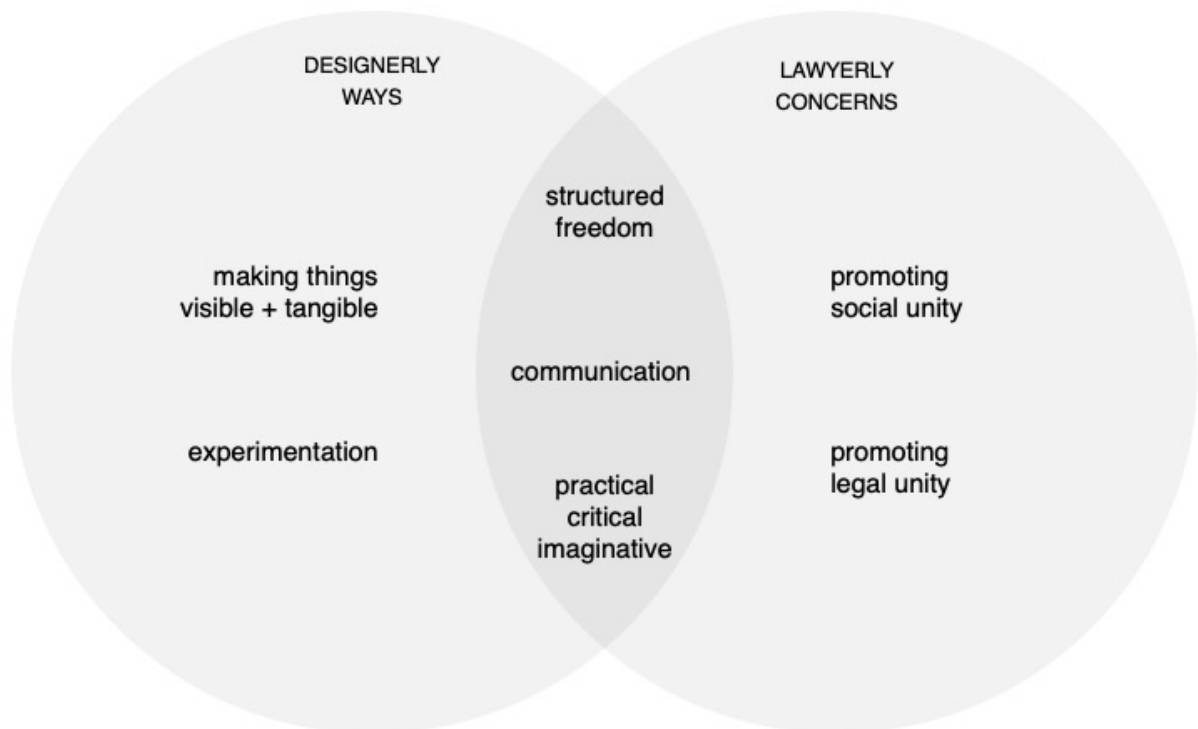 DESIGNERLY
WAYS
LAWYERLY
CONCERNS
structured
freedom
making things
visible + tangible
promoting
social unity
communication
experimentation
promoting
legal unity
practical
critical
imaginative